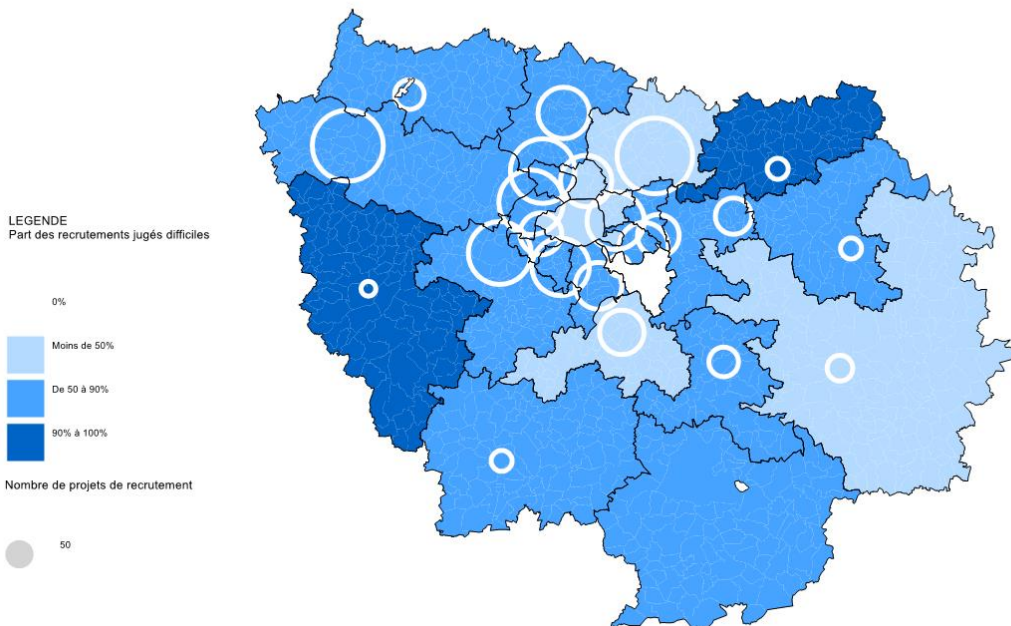 LEGENDE
Part des recrutements jugés difficiles
0%
Moins de 50%
De 50 à 90%
90% à 100%
Nombre de projets de recrutement
50